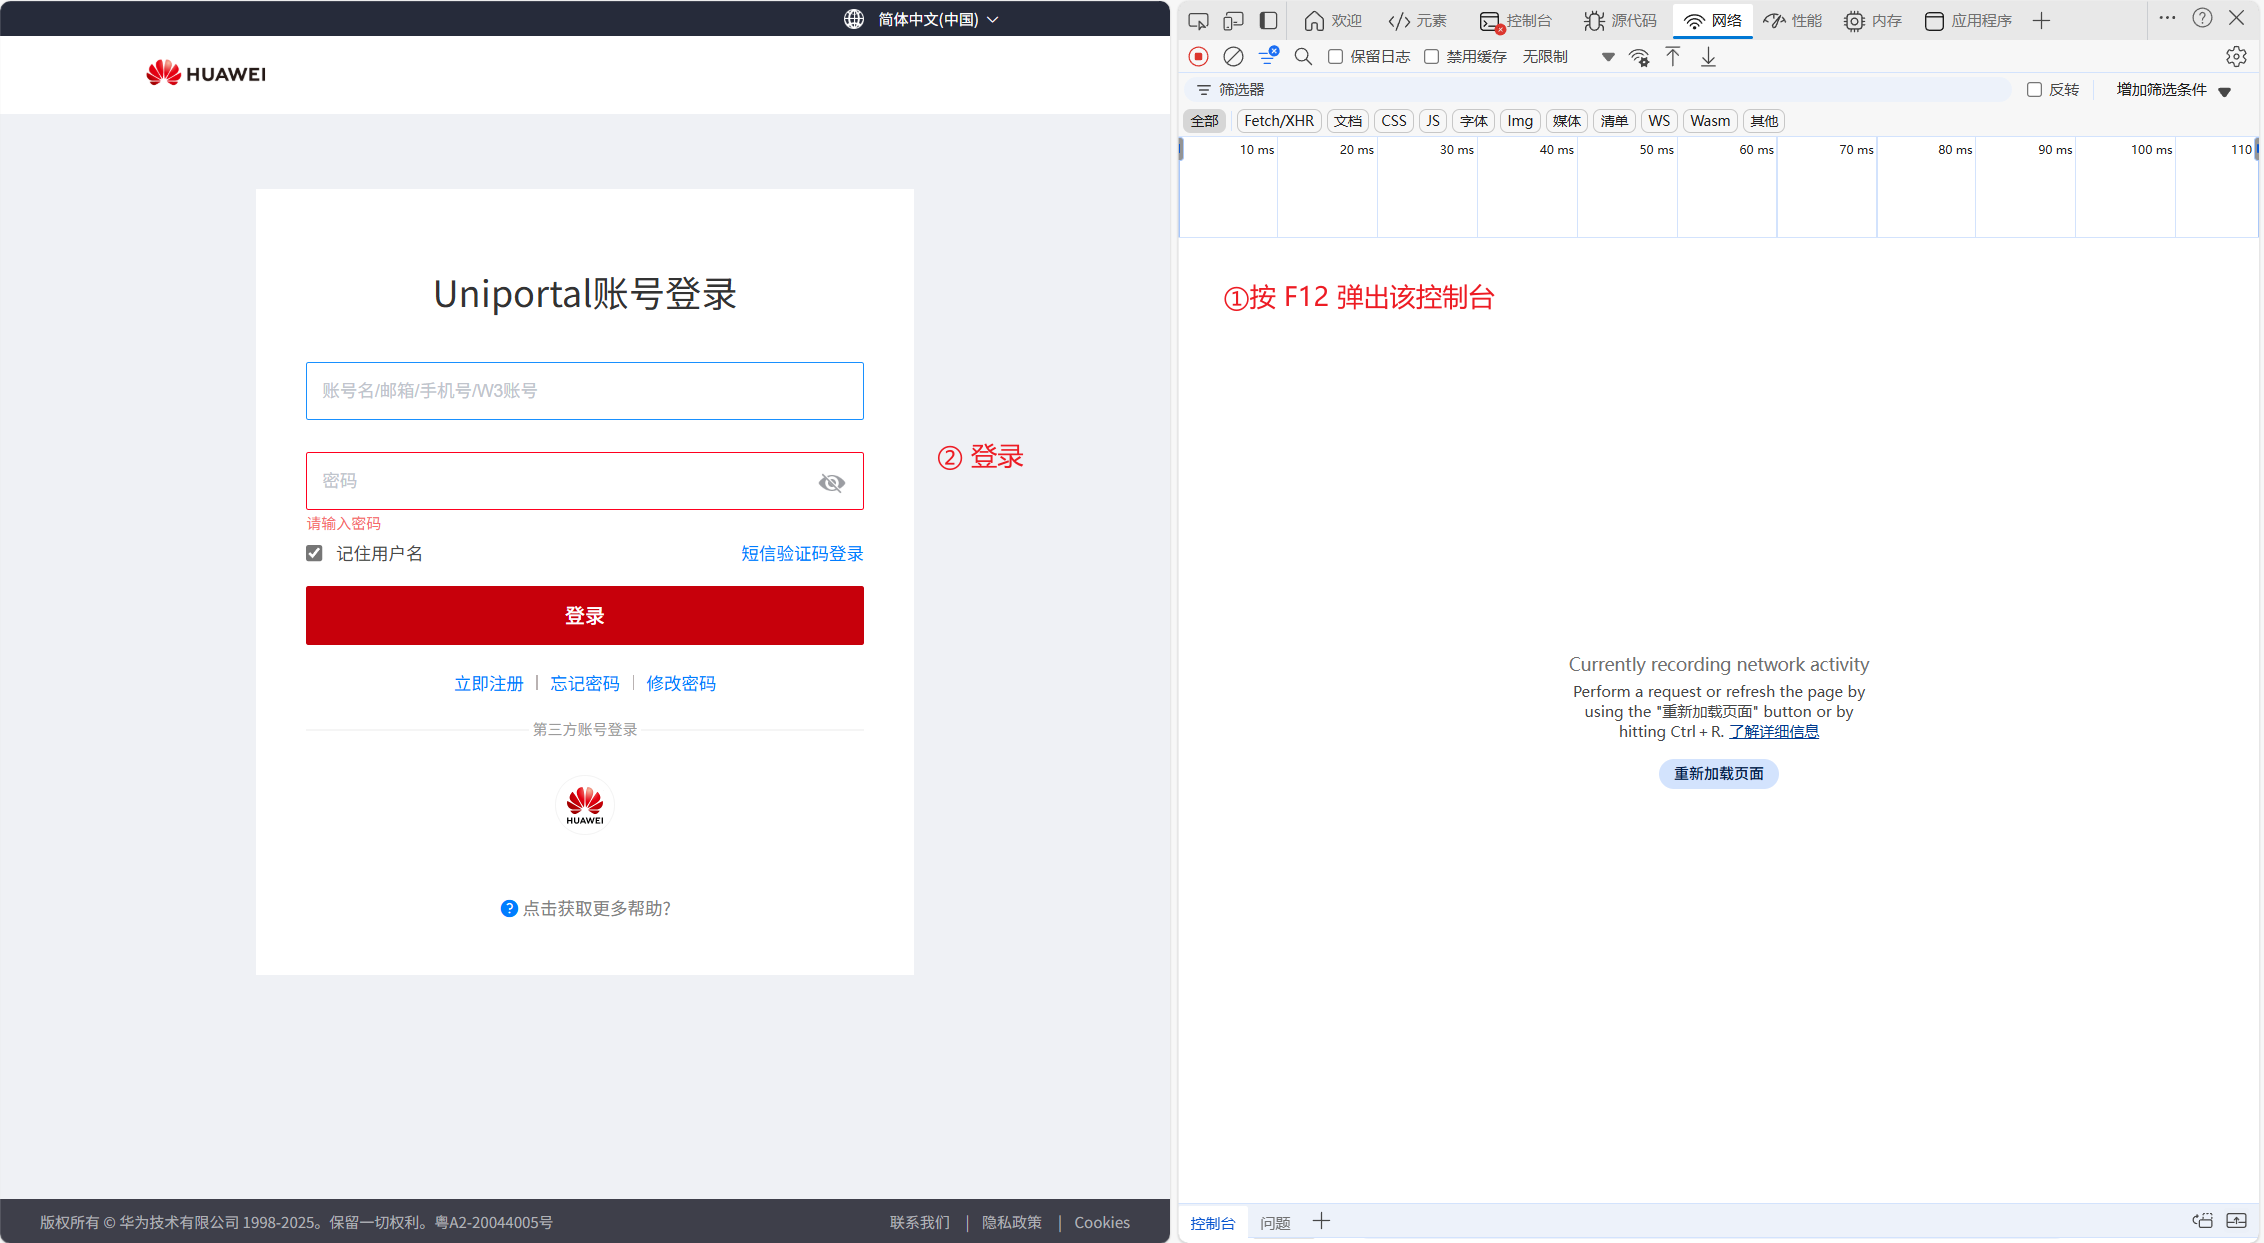 简体中文(中国)
HUAWEI
Uniportal账号登录
账号名/邮箱/手机号/W3账号
密码
请输入密码
记住用户名 短信验证码登录
登录
立即注册 忘记密码 修改密码
第三方账号登录
HUAWEI
? 点击获取更多帮助?
② 登录
版权所有 © 华为技术有限公司 1998-2025。保留一切权利。粤A2-20044005号
联系我们 | 隐私政策 | Cookies
欢迎 元素 控制台 源代码 网络 性能 内存 应用程序
保留日志 禁用缓存 无限制
筛选器 反转 增加筛选条件
全部 Fetch/XHR 文档 CSS JS 字体 Img 媒体 清单 WS Wasm 其他
10 ms 20 ms 30 ms 40 ms 50 ms 60 ms 70 ms 80 ms 90 ms 100 ms 110
①按 F12 弹出该控制台
Currently recording network activity
Perform a request or refresh the page by
using the "重新加载页面" button or by
hitting Ctrl + R. 了解详细信息
重新加载页面
控制台 问题